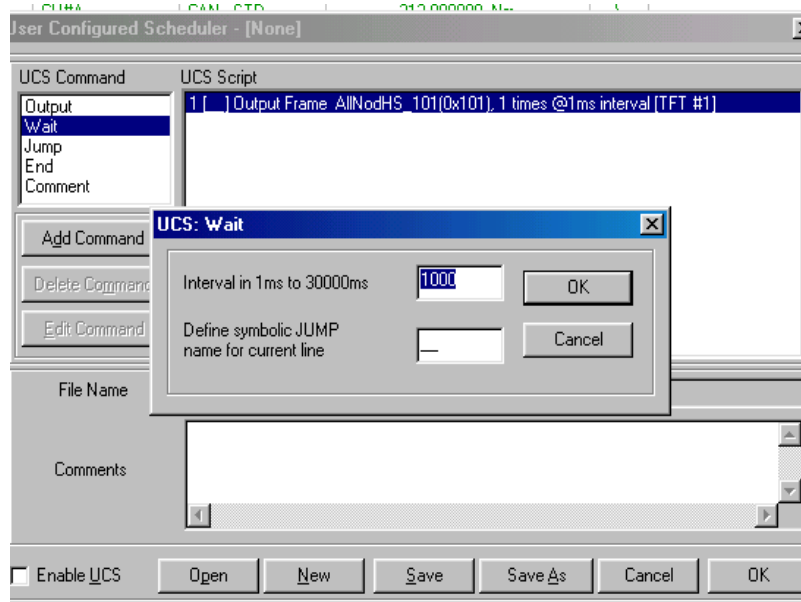 User Configured Scheduler - [None]
UCS Command
UCS Script
Output
Wait
Jump
End
Comment
1 [__] Output Frame AllNodHS_101(0x101), 1 times @1ms interval [TFT #1]
Add Command
Delete Command
Edit Command
UCS: Wait
Interval in 1ms to 30000ms
1000
OK
Define symbolic JUMP
name for current line
__
Cancel
File Name
Comments
Enable UCS
Open
New
Save
Save As
Cancel
OK